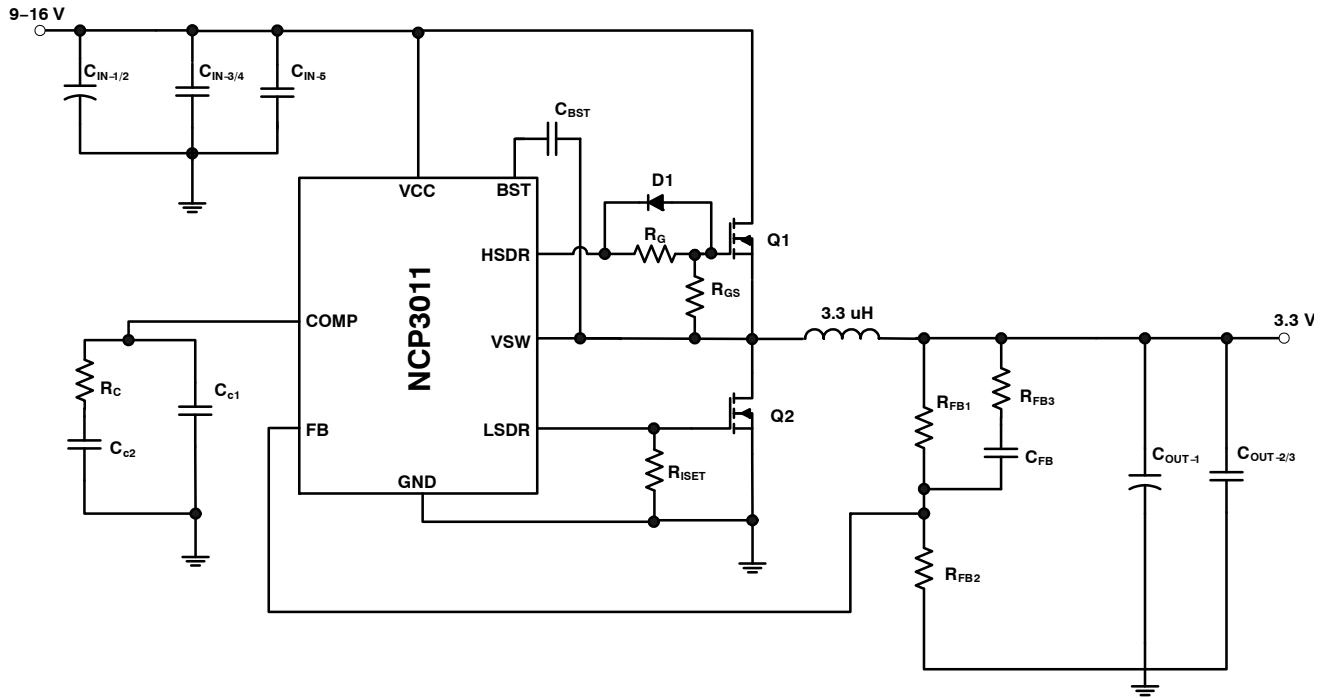 9–16 V
CIN–1/2
CIN–3/4
CIN–5
CBST
VCC
BST
D1
RG
Q1
HSDR
RGS
NCP3011
COMP
VSW
3.3 uH
3.3 V
RC
Cc1
Cc2
FB
LSDR
Q2
RISET
GND
RFB1
RFB3
CFB
COUT–1
COUT–2/3
RFB2